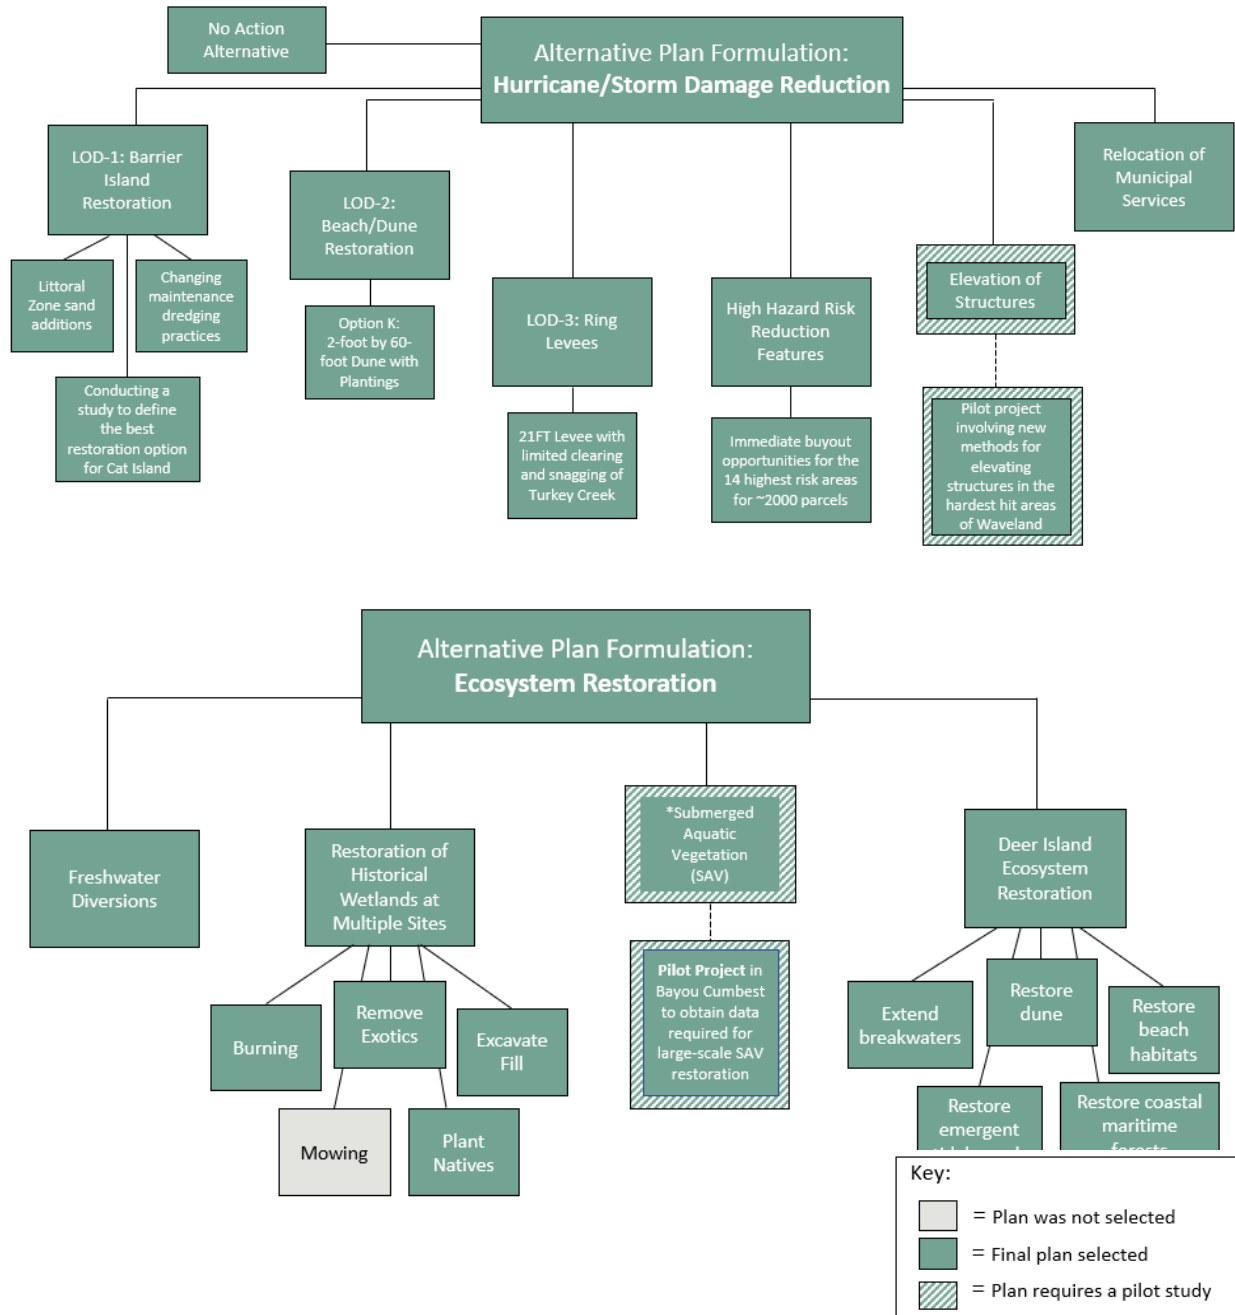 No Action
Alternative
Alternative Plan Formulation:
Hurricane/Storm Damage Reduction
LOD-1: Barrier
Island
Restoration
LOD-2:
Beach/Dune
Restoration
LOD-3: Ring
Levees
High Hazard Risk
Reduction
Features
Elevation of
Structures
Relocation of
Municipal
Services
Littoral
Zone sand
additions
Changing
maintenance
dredging
practices
Conducting a
study to define
the best
restoration option
for Cat Island
Option K:
2-foot by 60-
foot Dune with
Plantings
21FT Levee with
limited clearing
and snagging of
Turkey Creek
Immediate buyout
opportunities for the
14 highest risk areas
for ~2000 parcels
Pilot project
involving new
methods for
elevating
structures in the
hardest hit areas
of Waveland
Alternative Plan Formulation:
Ecosystem Restoration
Freshwater
Diversions
Restoration of
Historical
Wetlands at
Multiple Sites
*Submerged
Aquatic
Vegetation
(SAV)
Deer Island
Ecosystem
Restoration
Burning
Remove
Exotics
Excavate
Fill
Mowing
Plant
Natives
Pilot Project in
Bayou Cumbest
to obtain data
required for
large-scale SAV
restoration
Extend
breakwaters
Restore
dune
Restore
beach
habitats
Restore
emergent
Restore coastal
maritime
forests
Key:
= Plan was not selected
= Final plan selected
= Plan requires a pilot study